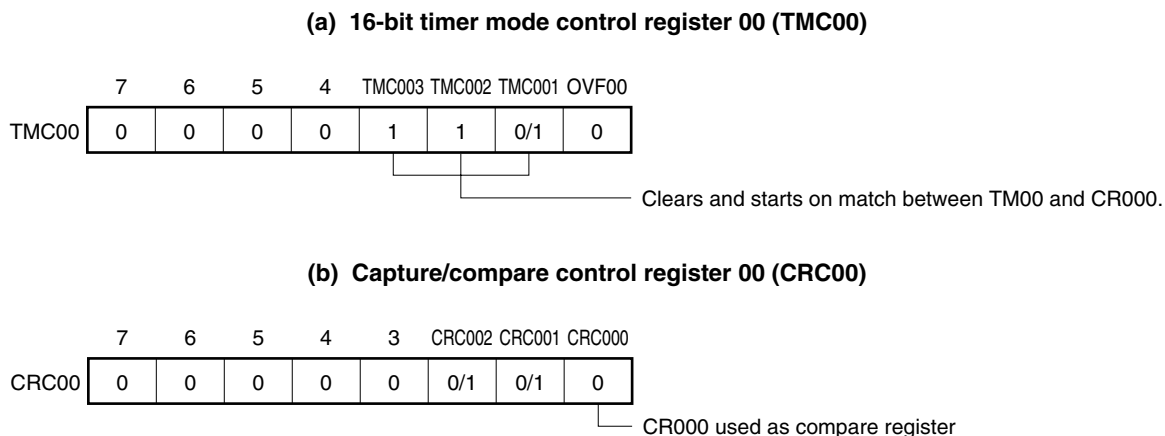 (a) 16-bit timer mode control register 00 (TMC00)
7 6 5 4 TMC003 TMC002 TMC001 OVF00
TMC00 0 0 0 0 1 1 0/1 0
Clears and starts on match between TM00 and CR000.
(b) Capture/compare control register 00 (CRC00)
7 6 5 4 3 CRC002 CRC001 CRC000
CRC00 0 0 0 0 0 0/1 0/1 0
CR000 used as compare register